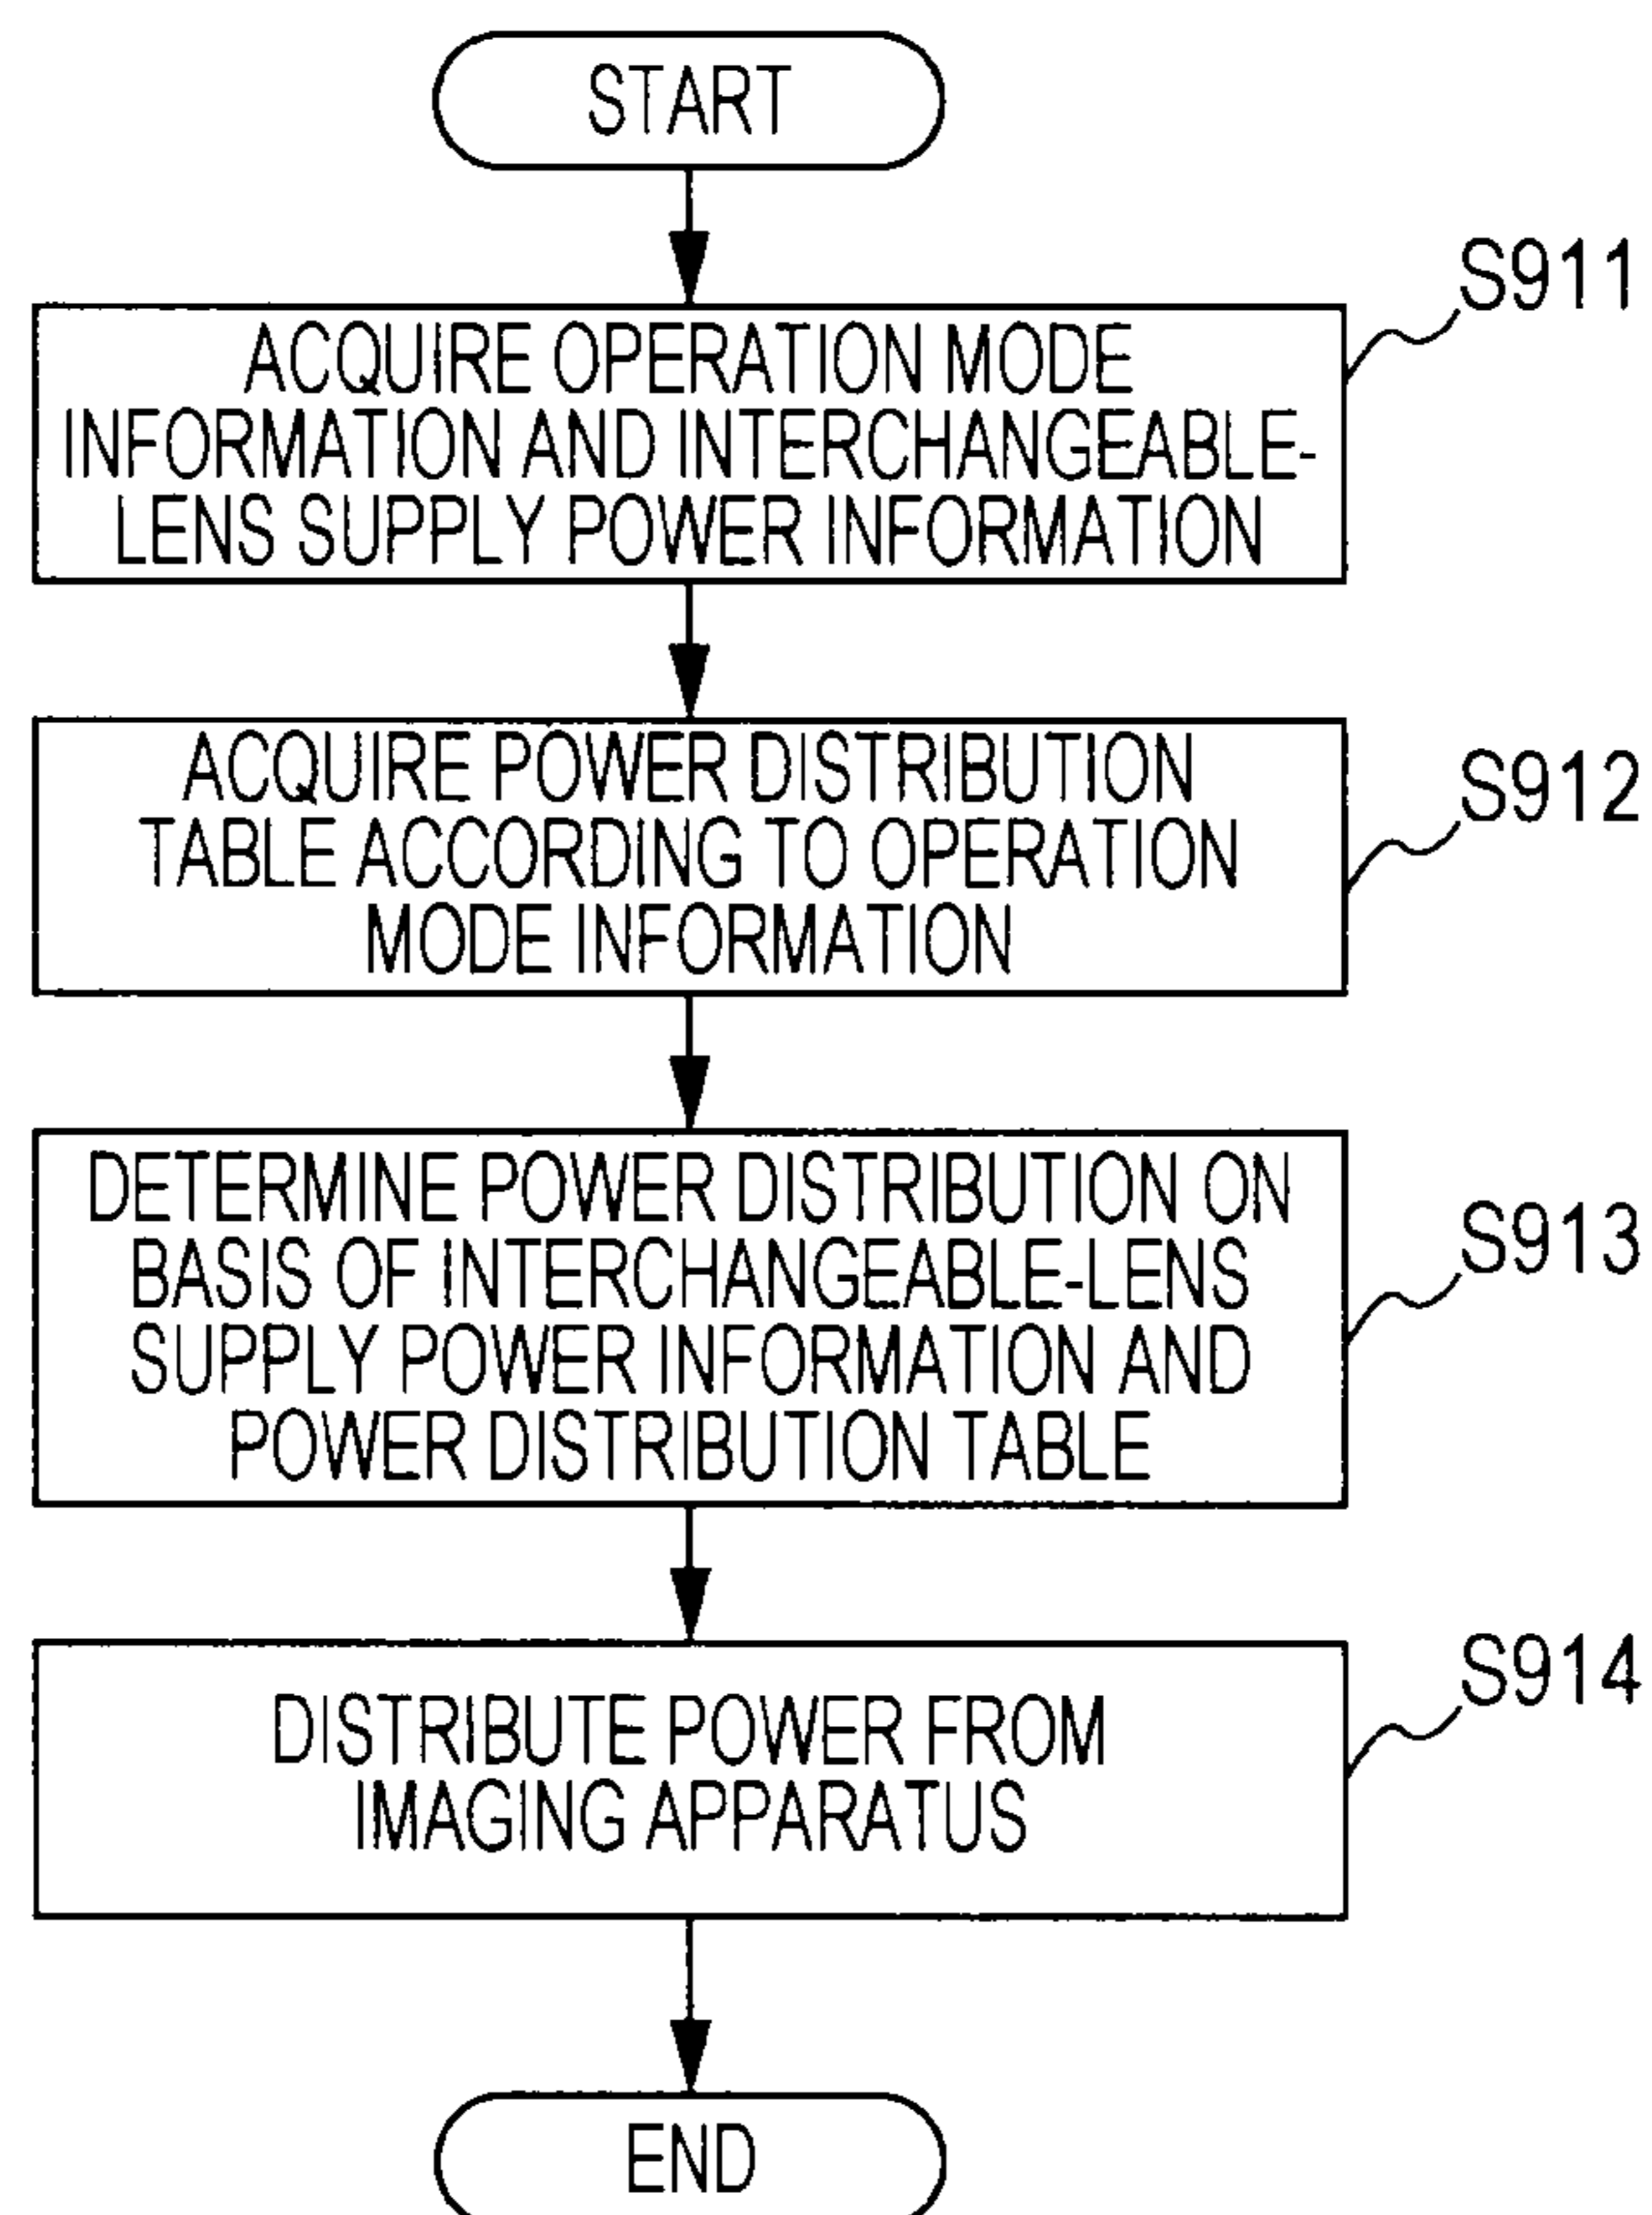 START
S911
ACQUIRE OPERATION MODE
INFORMATION AND INTERCHANGEABLE-
LENS SUPPLY POWER INFORMATION
S912
ACQUIRE POWER DISTRIBUTION
TABLE ACCORDING TO OPERATION
MODE INFORMATION
S913
DETERMINE POWER DISTRIBUTION ON
BASIS OF INTERCHANGEABLE-LENS
SUPPLY POWER INFORMATION AND
POWER DISTRIBUTION TABLE
S914
DISTRIBUTE POWER FROM
IMAGING APPARATUS
END